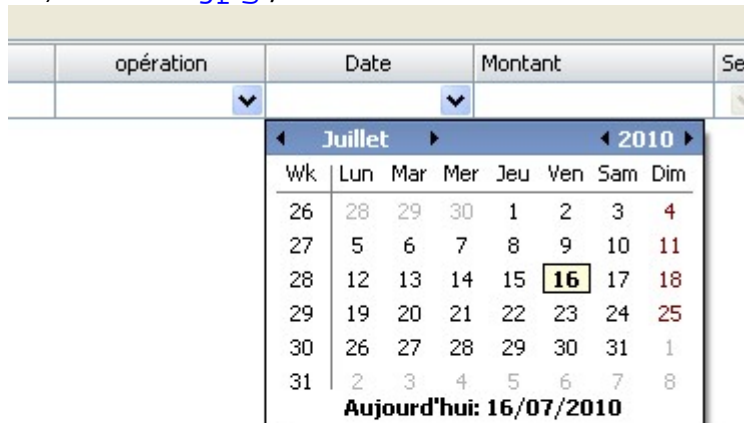 opération Date Montant Se
Juillet 2010
Wk Lun Mar Mer Jeu Ven Sam Dim
26 28 29 30 1 2 3 4
27 5 6 7 8 9 10 11
28 12 13 14 15 16 17 18
29 19 20 21 22 23 24 25
30 26 27 28 29 30 31 1
31 2 3 4 5 6 7 8
Aujourd'hui: 16/07/2010